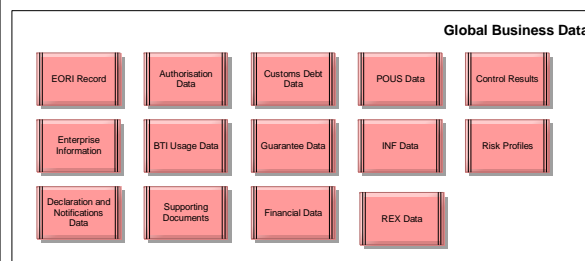 Global Business Data
EORI Record
Authorisation
Data
Customs Debt
Data
POUS Data
Control Results
Enterprise
Information
BTI Usage Data
Guarantee Data
INF Data
Risk Profiles
Declaration and
Notifications
Data
Supporting
Documents
Financial Data
REX Data